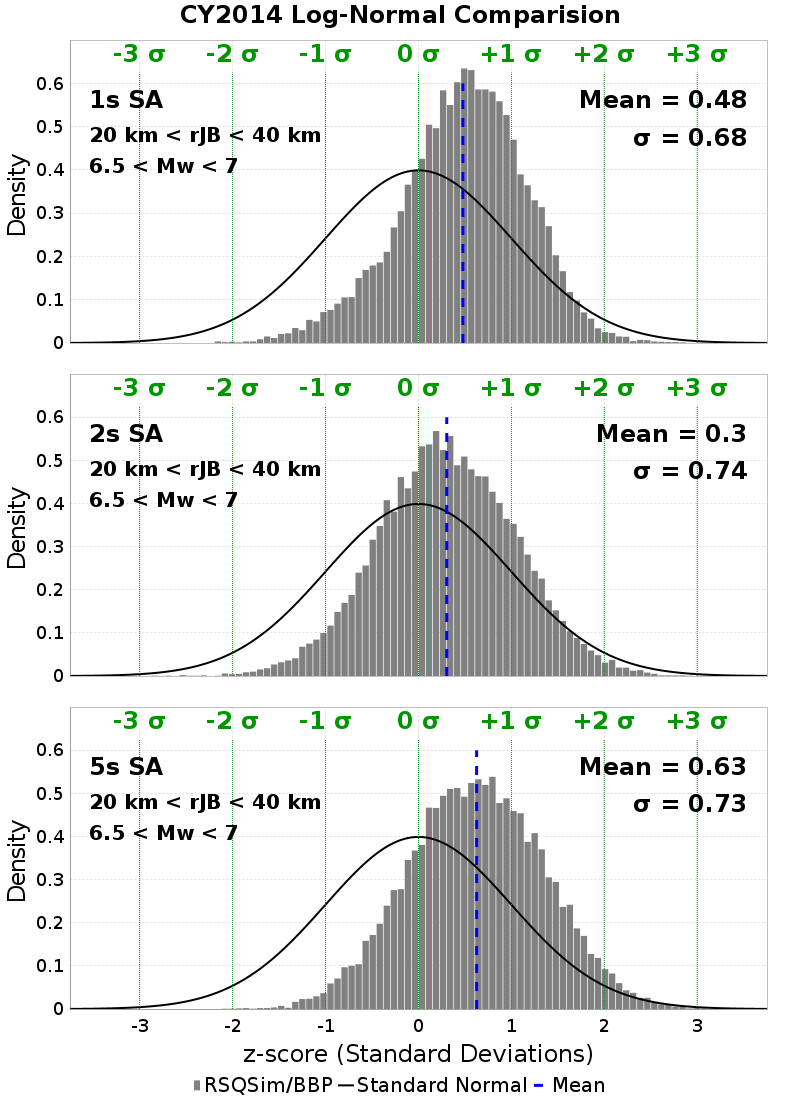 CY2014 Log-Normal Comparision
-3 σ -2 σ -1 σ 0 σ +1 σ +2 σ +3 σ
1s SA Mean = 0.48
20 km < rJB < 40 km σ = 0.68
6.5 < Mw < 7
0.6
0.5
0.4
0.3
0.2
0.1
0
Density
-3 σ -2 σ -1 σ 0 σ +1 σ +2 σ +3 σ
2s SA Mean = 0.3
20 km < rJB < 40 km σ = 0.74
6.5 < Mw < 7
0.6
0.5
0.4
0.3
0.2
0.1
0
Density
-3 σ -2 σ -1 σ 0 σ +1 σ +2 σ +3 σ
5s SA Mean = 0.63
20 km < rJB < 40 km σ = 0.73
6.5 < Mw < 7
0.6
0.5
0.4
0.3
0.2
0.1
0
Density
-3 -2 -1 0 1 2 3
z-score (Standard Deviations)
RSQSim/BBP Standard Normal Mean